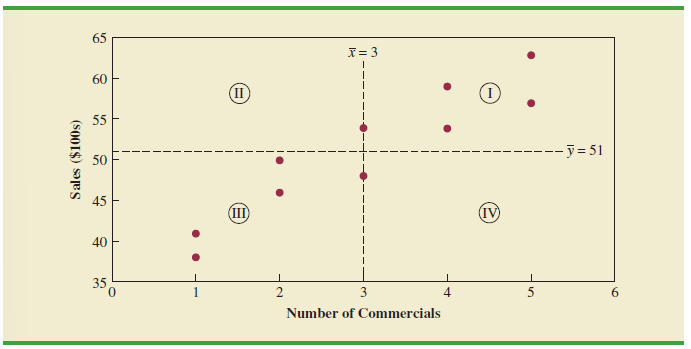 65
x̅ = 3
60
II
I
55
y̅ = 51
50
Sales ($100s)
45
III
IV
40
35
0 1 2 3 4 5 6
Number of Commercials